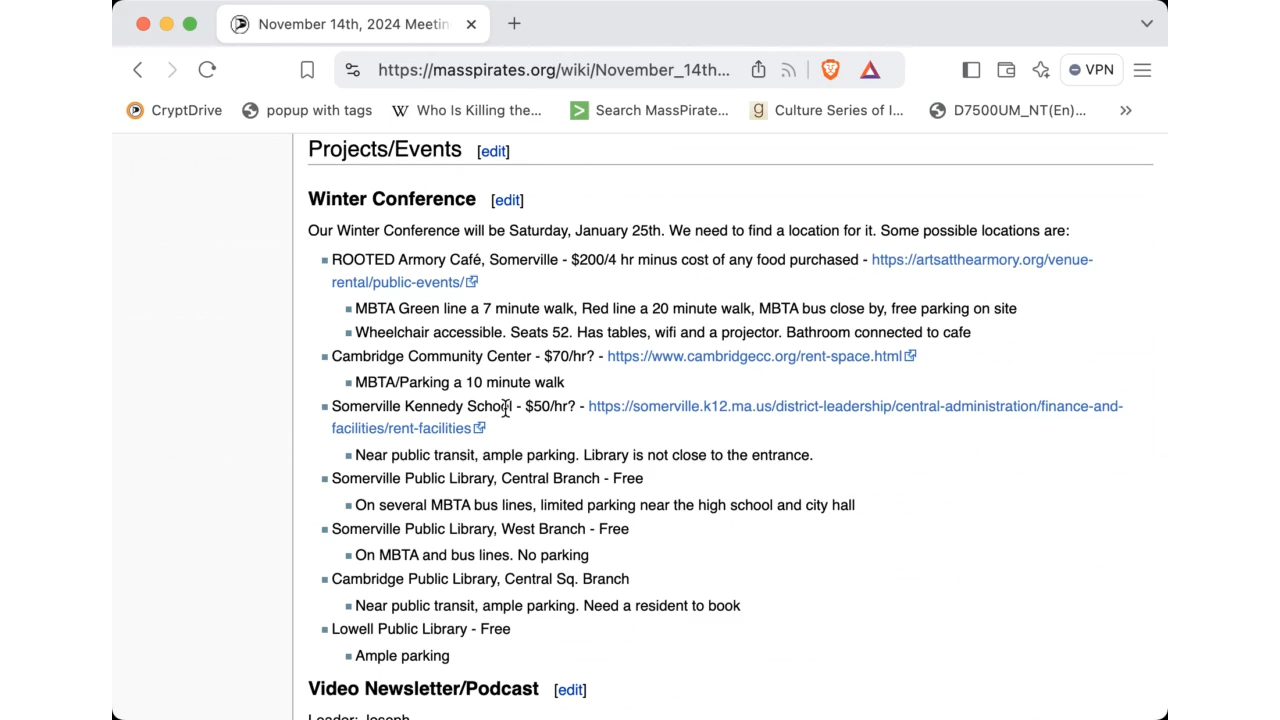 November 14th, 2024 Meetin
https://masspirates.org/wiki/November_14th...
VPN
CryptDrive
popup with tags
W Who Is Killing the...
> Search MassPirate...
g Culture Series of I...
D7500UM_NT(En)...
»
Projects/Events [edit]
Winter Conference [edit]
Our Winter Conference will be Saturday, January 25th. We need to find a location for it. Some possible locations are:
ROOTED Armory Café, Somerville - $200/4 hr minus cost of any food purchased - https://artsatthearmory.org/venue-
rental/public-events/
MBTA Green line a 7 minute walk, Red line a 20 minute walk, MBTA bus close by, free parking on site
Wheelchair accessible. Seats 52. Has tables, wifi and a projector. Bathroom connected to cafe
Cambridge Community Center - $70/hr? - https://www.cambridgecc.org/rent-space.html
MBTA/Parking a 10 minute walk
Somerville Kennedy School - $50/hr? - https://somerville.k12.ma.us/district-leadership/central-administration/finance-and-
facilities/rent-facilities
Near public transit, ample parking. Library is not close to the entrance.
Somerville Public Library, Central Branch - Free
On several MBTA bus lines, limited parking near the high school and city hall
Somerville Public Library, West Branch - Free
On MBTA and bus lines. No parking
Cambridge Public Library, Central Sq. Branch
Near public transit, ample parking. Need a resident to book
Lowell Public Library - Free
Ample parking
Video Newsletter/Podcast [edit]
Leader: Joseph